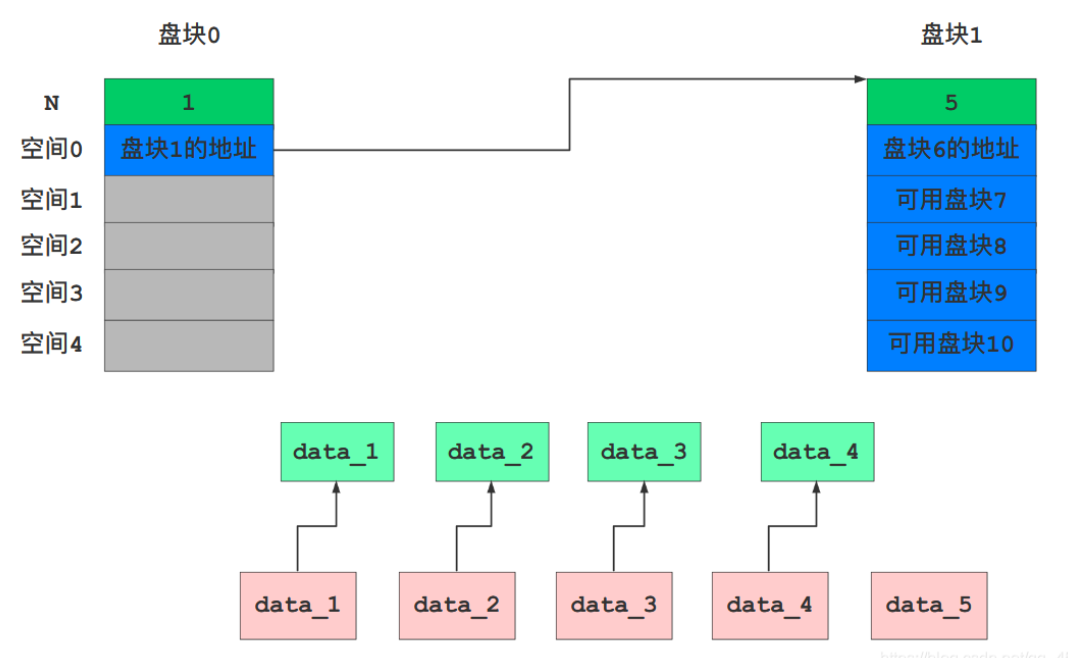 盘块0 盘块1
N 1 5
空间0 盘块1的地址 盘块6的地址
空间1 可用盘块7
空间2 可用盘块8
空间3 可用盘块9
空间4 可用盘块10
data_1 data_2 data_3 data_4
data_1 data_2 data_3 data_4 data_5